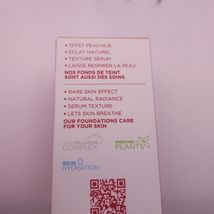 • EFFET PEAU NUE
• ÉCLAT NATUREL
• TEXTURE SÉRUM
• LAISSE RESPIRER LA PEAU
NOS FONDS DE TEINT
SONT AUSSI DES SOINS
• BARE SKIN EFFECT
• NATURAL RADIANCE
• SERUM TEXTURE
• LETS SKIN BREATHE
OUR FOUNDATIONS CARE
FOR YOUR SKIN
COMPLEX
PLANTS
SKIN
HYDRATION